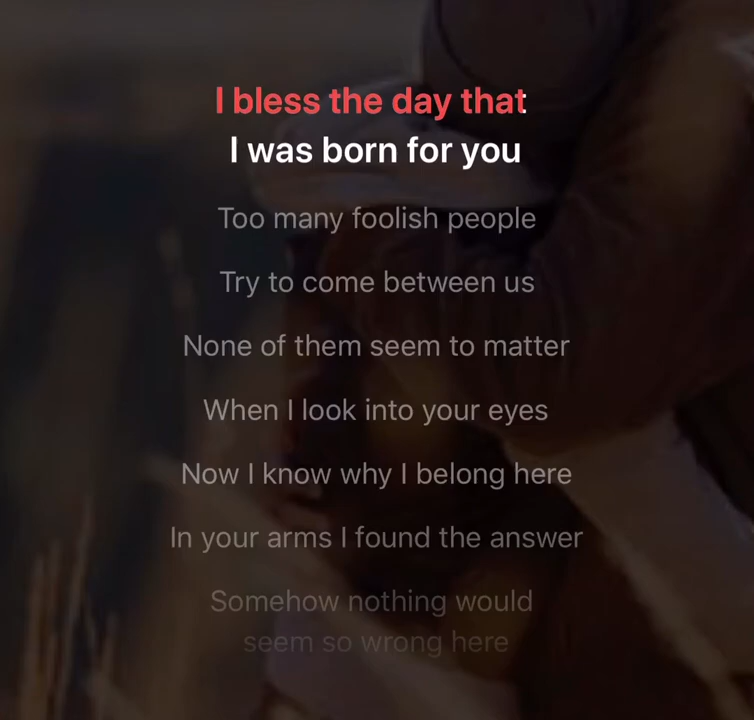 I bless the day that
I was born for you
Too many foolish people
Try to come between us
None of them seem to matter
When I look into your eyes
Now I know why I belong here
In your arms I found the answer
Somehow nothing would
seem so wrong here